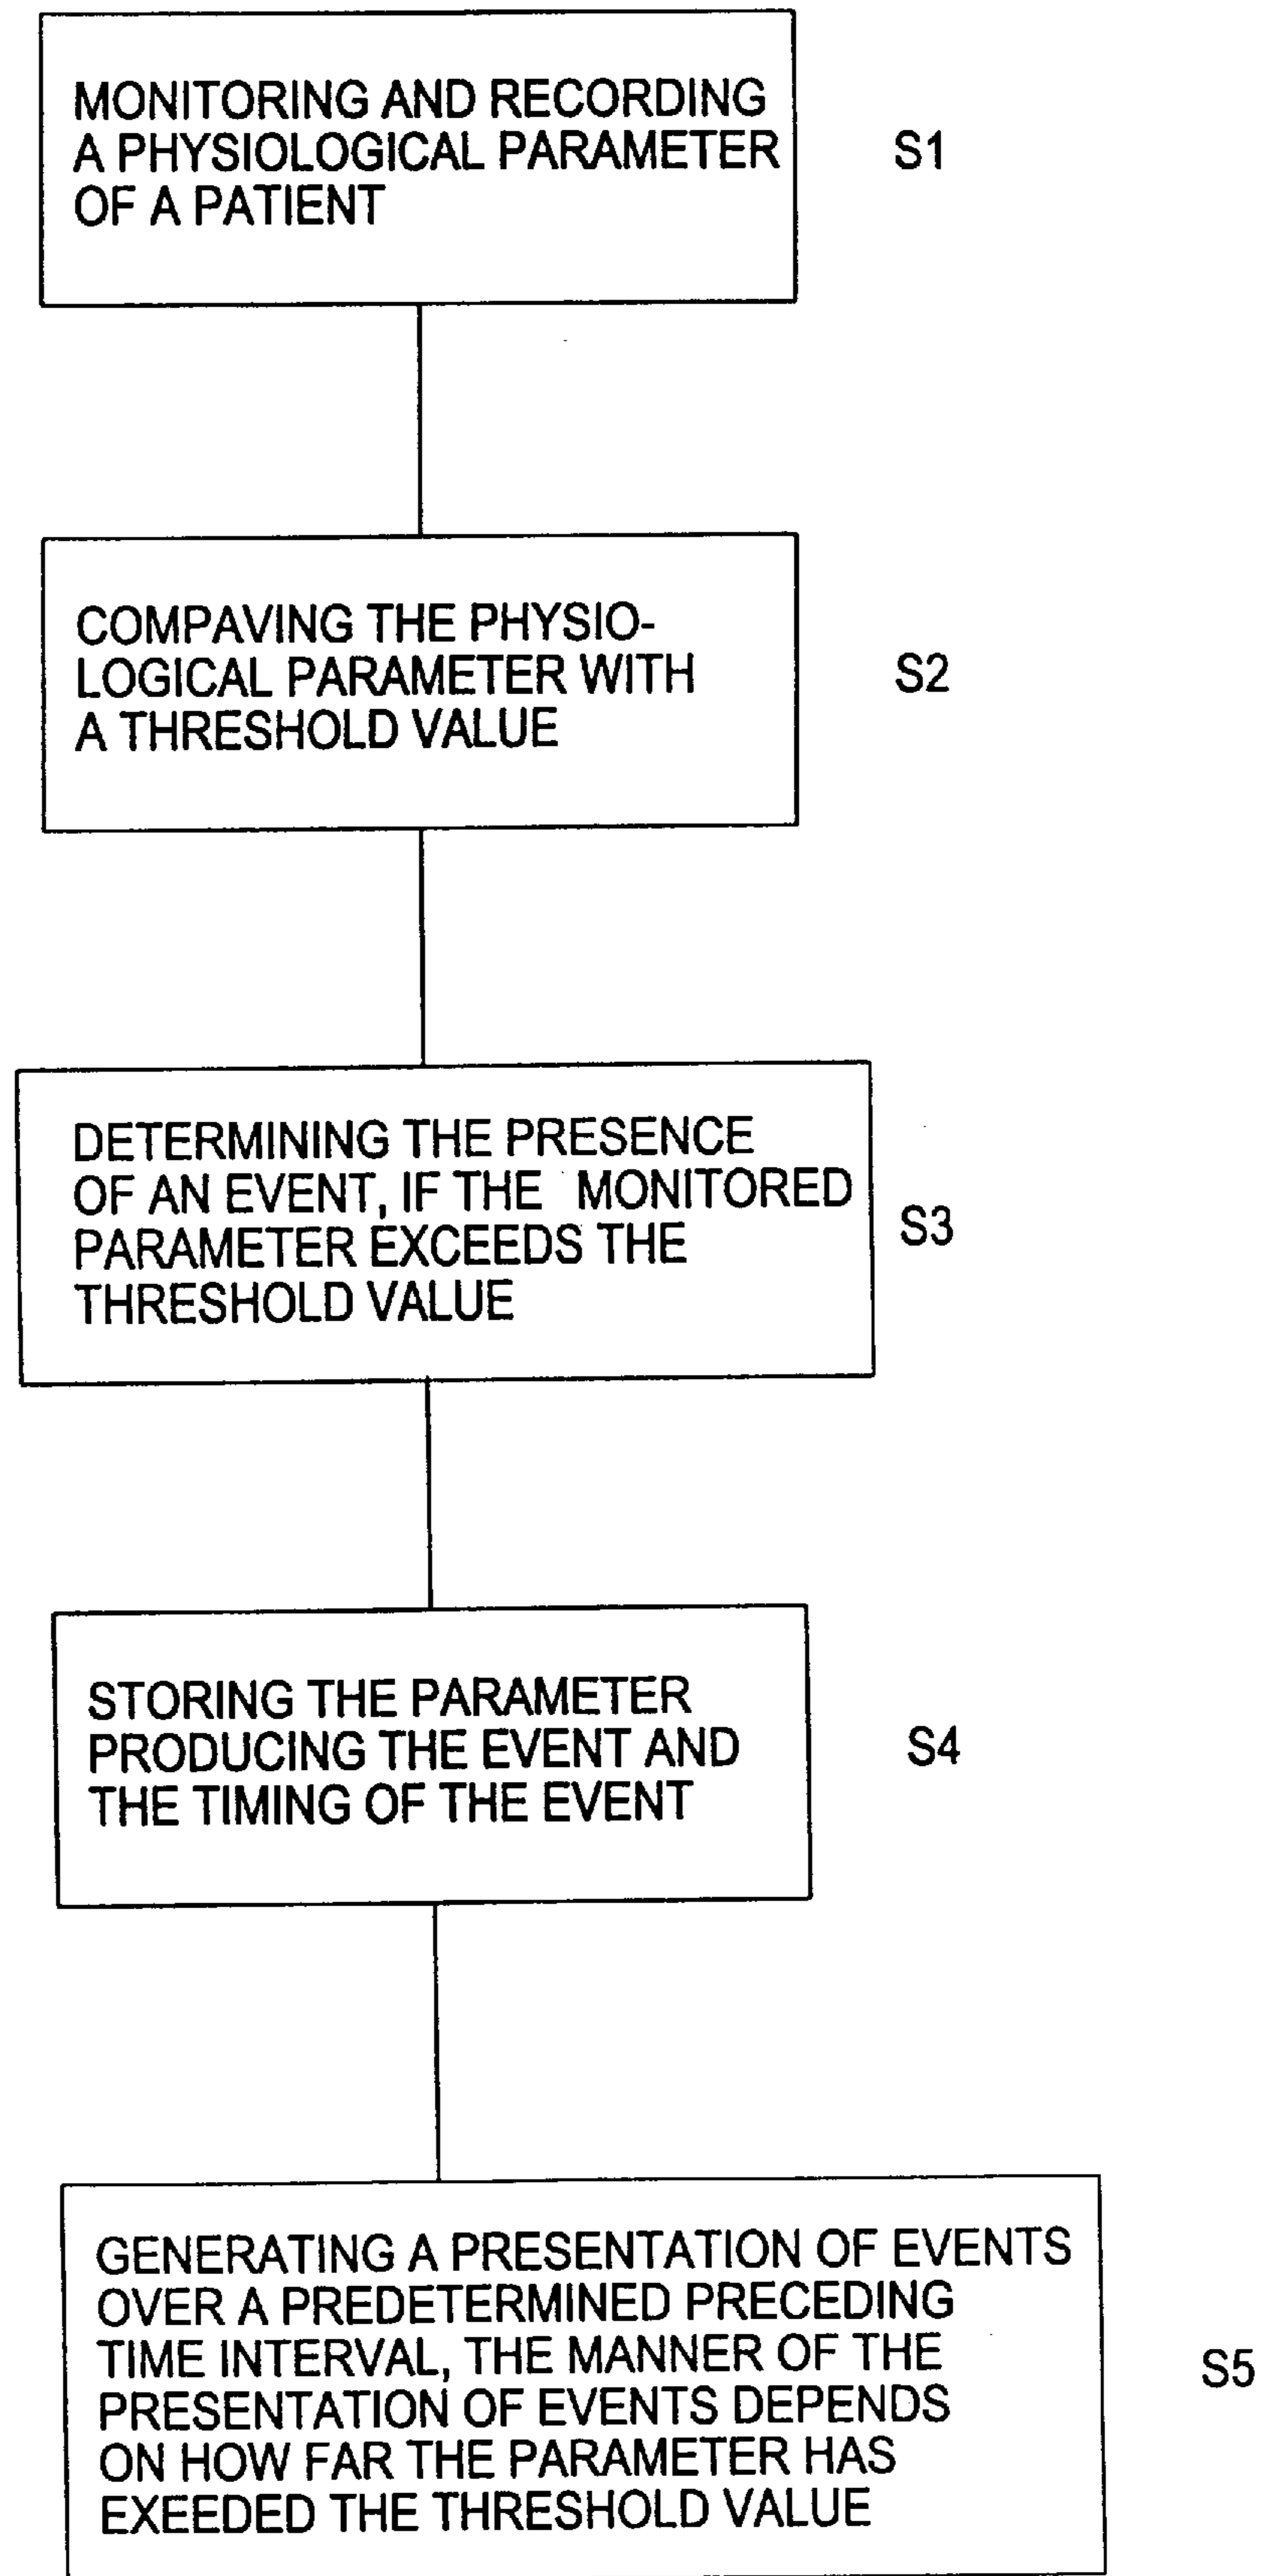 MONITORING AND RECORDING
A PHYSIOLOGICAL PARAMETER
OF A PATIENT
S1
COMPAVING THE PHYSIO-
LOGICAL PARAMETER WITH
A THRESHOLD VALUE
S2
DETERMINING THE PRESENCE
OF AN EVENT, IF THE MONITORED
PARAMETER EXCEEDS THE
THRESHOLD VALUE
S3
STORING THE PARAMETER
PRODUCING THE EVENT AND
THE TIMING OF THE EVENT
S4
GENERATING A PRESENTATION OF EVENTS
OVER A PREDETERMINED PRECEDING
TIME INTERVAL, THE MANNER OF THE
PRESENTATION OF EVENTS DEPENDS
ON HOW FAR THE PARAMETER HAS
EXEEDED THE THRESHOLD VALUE
S5